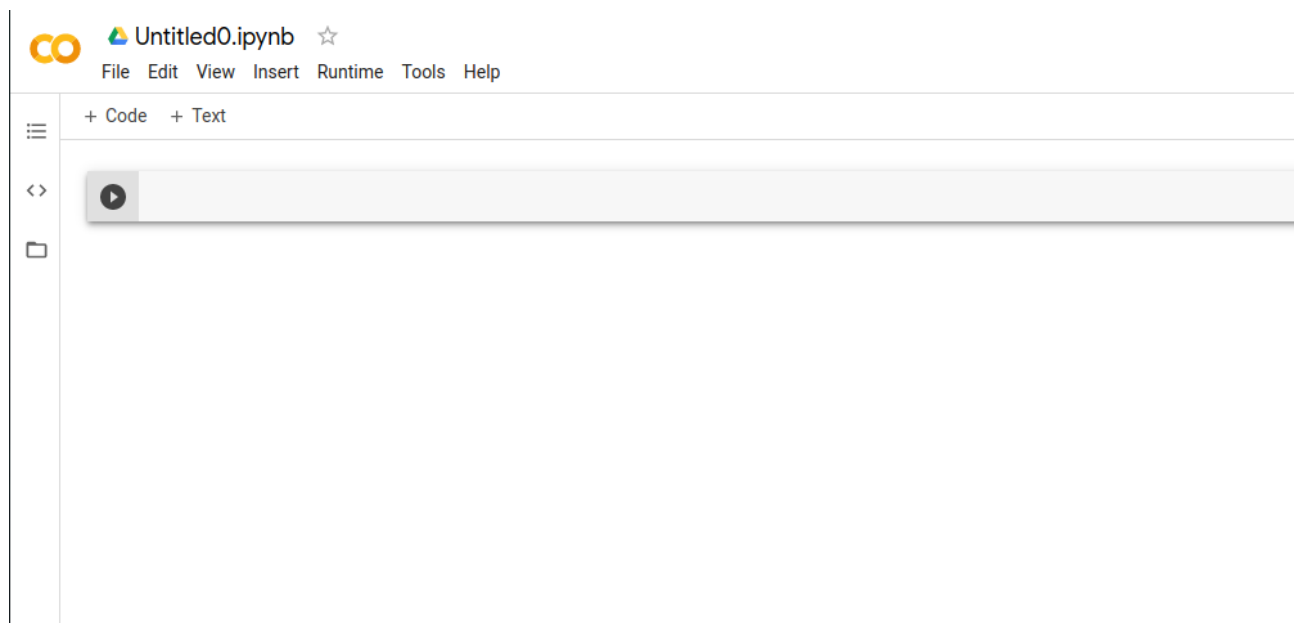 CO Untitled0.ipynb
File Edit View Insert Runtime Tools Help
+ Code + Text